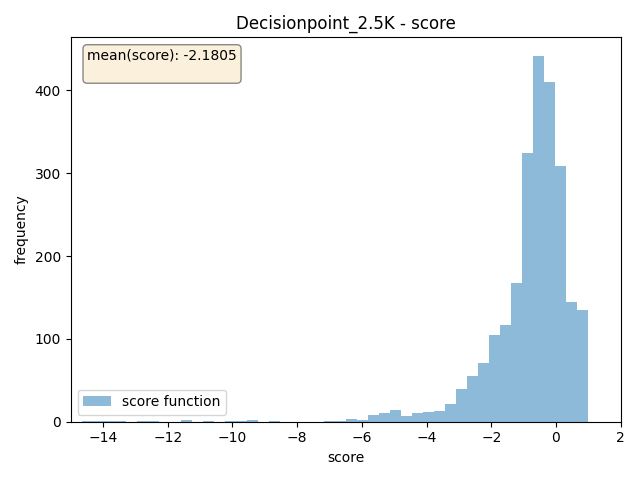 Decisionpoint_2.5K - score
mean(score): -2.1805
frequency
400
300
200
100
0
score function
−14
−12
−10
−8
−6
−4
−2
0
2
score